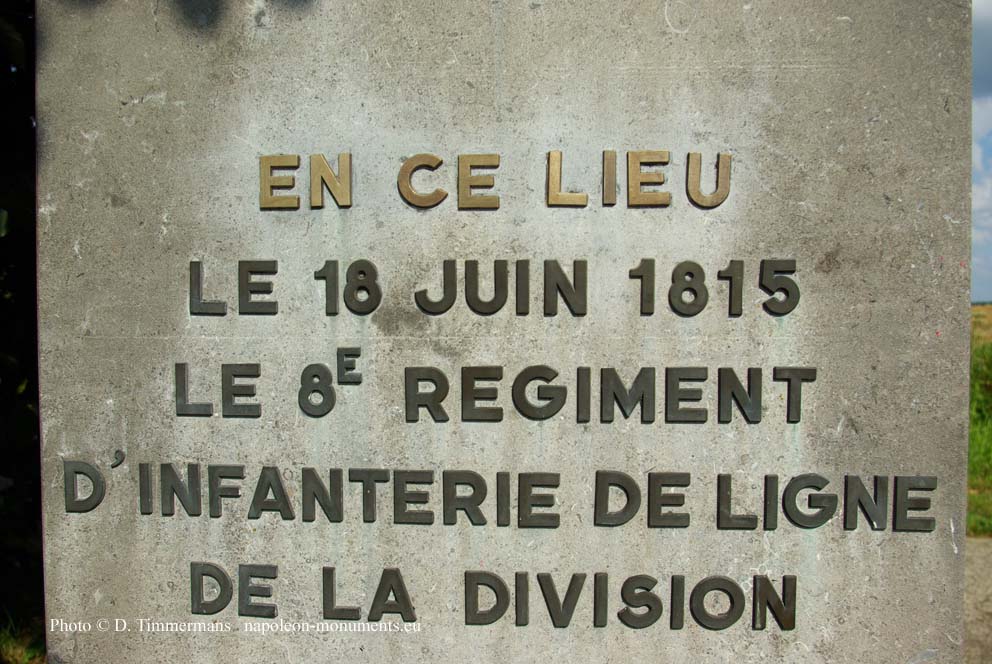 EN CE LIEU
LE 18 JUIN 1815
LE 8E REGIMENT
D'INFANTERIE DE LIGNE
DE LA DIVISION
Photo © D. Timmermans napoleon-monuments.eu